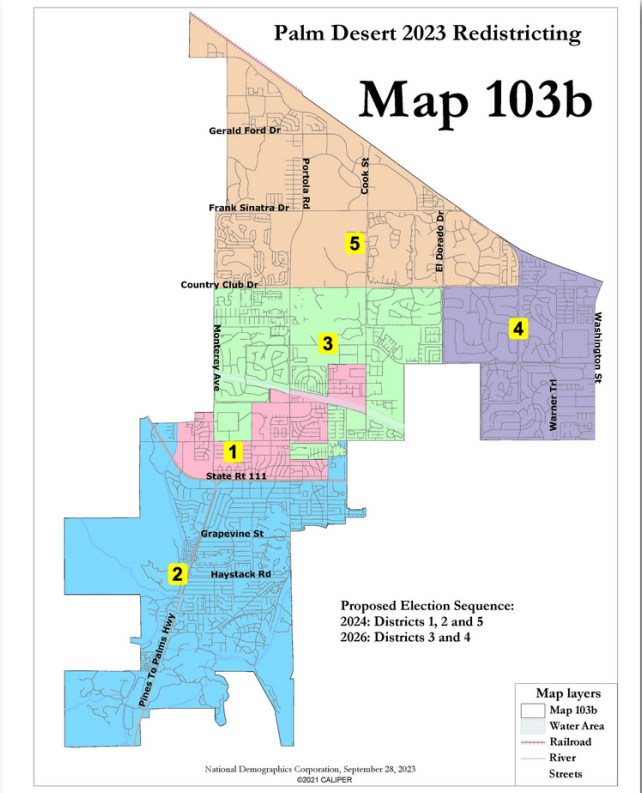 Palm Desert 2023 Redistricting
Map 103b
Gerald Ford Dr
Portola Rd
Cook St
Frank Sinatra Dr
El Dorado Dr
5
Country Club Dr
Monterey Ave
3
4
Washington St
Warner Trl
1
State Rt 111
Grapevine St
2
Haystack Rd
Pines To Palms Hwy
Proposed Election Sequence:
2024: Districts 1, 2 and 5
2026: Districts 3 and 4
Map layers
Map 103b
Water Area
Railroad
River
Streets
National Demographics Corporation, September 28, 2023
©2021 CALIPER